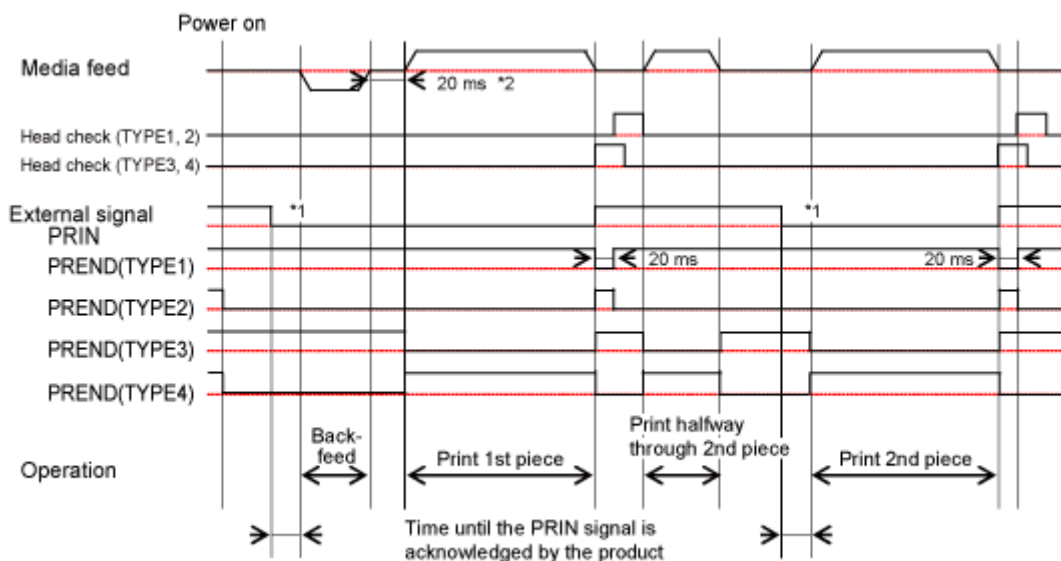 Power on
Media feed
20 ms *2
Head check (TYPE1, 2)
Head check (TYPE3, 4)
External signal
PRIN
*1
*1
PREND(TYPE1)
20 ms
20 ms
PREND(TYPE2)
PREND(TYPE3)
PREND(TYPE4)
Operation
Back-
feed
Print 1st piece
Print halfway
through 2nd piece
Print 2nd piece
Time until the PRIN signal is
acknowledged by the product